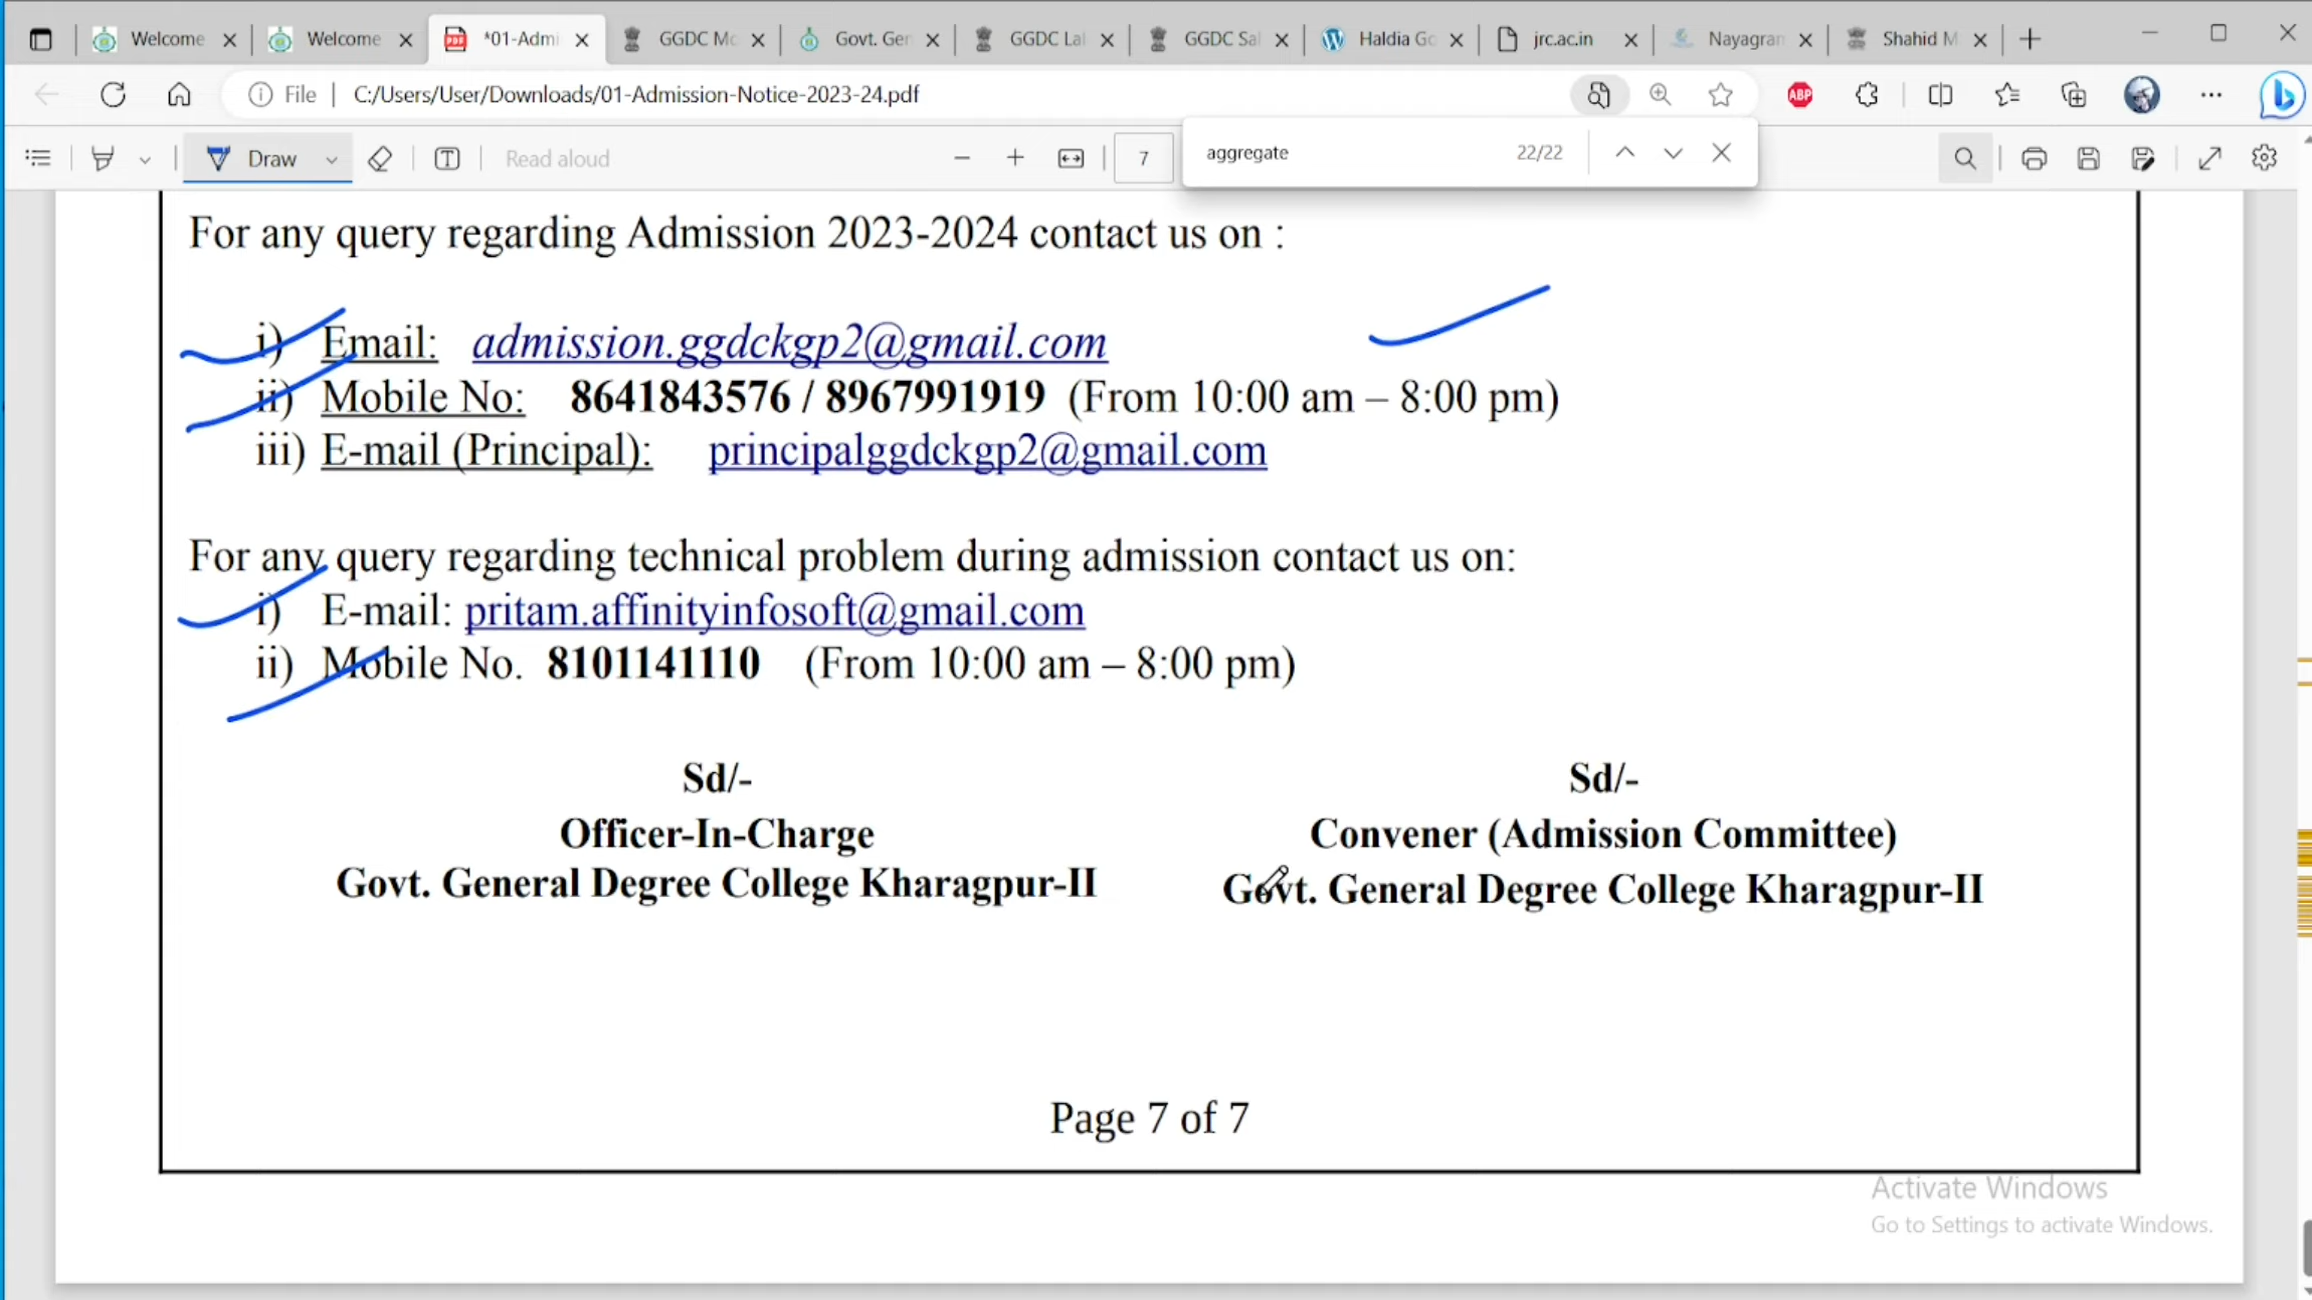 Welcome Welcome *01-Admi GGDC Mo Govt. Gen GGDC Lal GGDC Sal Haldia Go jrc.ac.in Nayagram Shahid M
File C:/Users/User/Downloads/01-Admission-Notice-2023-24.pdf ABP
Draw Read aloud 7 aggregate 22/22
For any query regarding Admission 2023-2024 contact us on :
i) Email: admission.ggdckgp2@gmail.com
ii) Mobile No: 8641843576 / 8967991919 (From 10:00 am – 8:00 pm)
iii) E-mail (Principal): principalggdckgp2@gmail.com
For any query regarding technical problem during admission contact us on:
i) E-mail: pritam.affinityinfosoft@gmail.com
ii) Mobile No. 8101141110 (From 10:00 am – 8:00 pm)
Sd/-
Officer-In-Charge
Govt. General Degree College Kharagpur-II
Sd/-
Convener (Admission Committee)
Govt. General Degree College Kharagpur-II
Page 7 of 7
Activate Windows
Go to Settings to activate Windows.